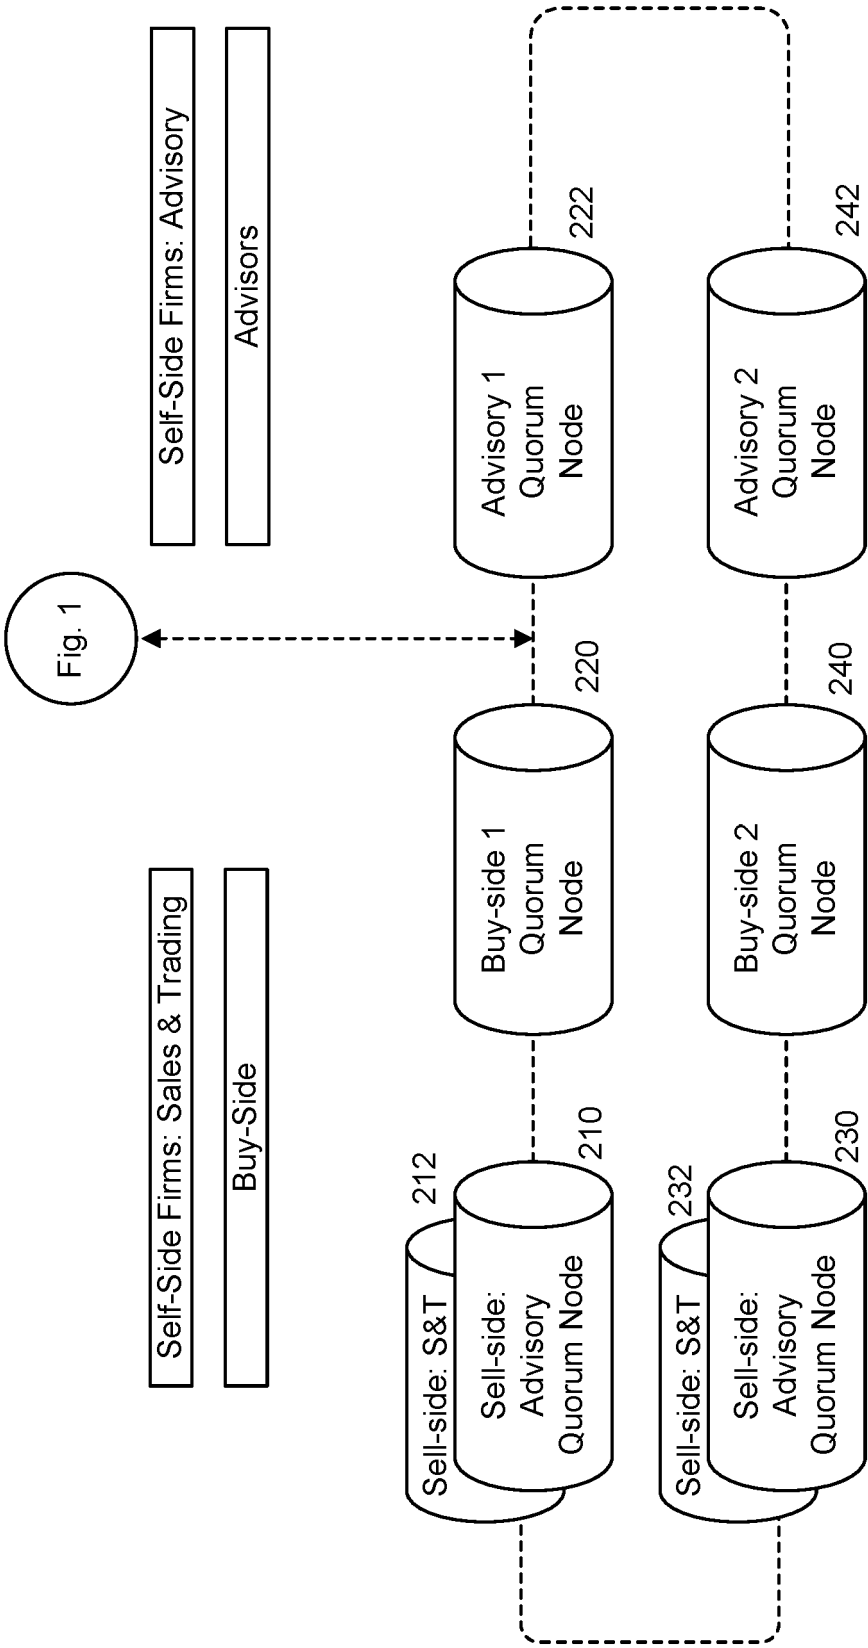 Fig. 1
Self-Side Firms: Sales & Trading
Self-Side Firms: Advisory
Buy-Side
Advisors
Sell-side: S&T
212
Sell-side:
Advisory
Quorum Node
210
Buy-side 1
Quorum
Node
220
Advisory 1
Quorum
Node
222
Sell-side: S&T
232
Sell-side:
Advisory
Quorum Node
230
Buy-side 2
Quorum
Node
240
Advisory 2
Quorum
Node
242